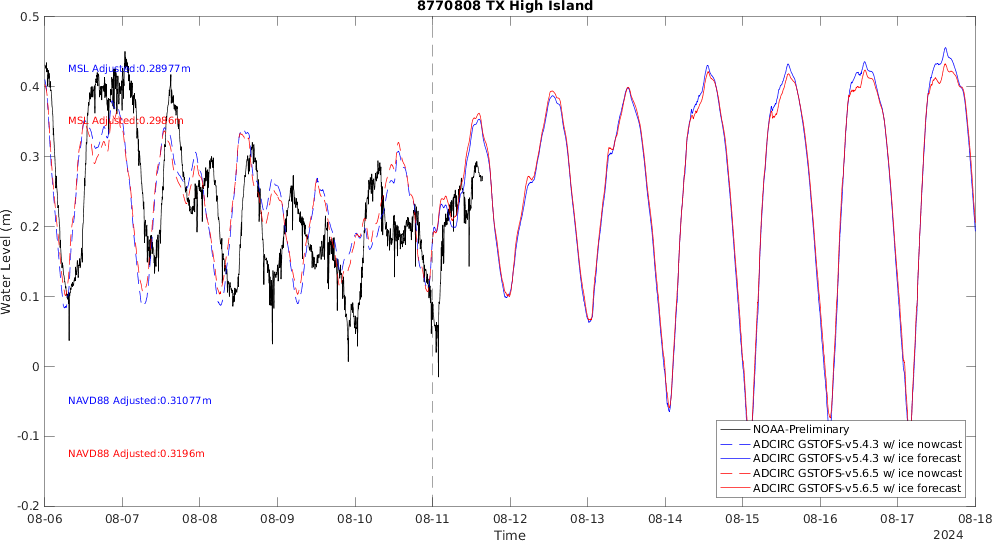 8770808 TX High Island
0.5
0.4
0.3
0.2
0.1
0
-0.1
-0.2
Water Level (m)
MSL Adjusted:0.28977m
MSL Adjusted:0.2986m
NAVD88 Adjusted:0.31077m
NAVD88 Adjusted:0.3196m
NOAA-Preliminary
ADCIRC GSTOFS-v5.4.3 w/ ice nowcast
ADCIRC GSTOFS-v5.4.3 w/ ice forecast
ADCIRC GSTOFS-v5.6.5 w/ ice nowcast
ADCIRC GSTOFS-v5.6.5 w/ ice forecast
08-06 08-07 08-08 08-09 08-10 08-11 08-12 08-13 08-14 08-15 08-16 08-17 08-18
Time
2024